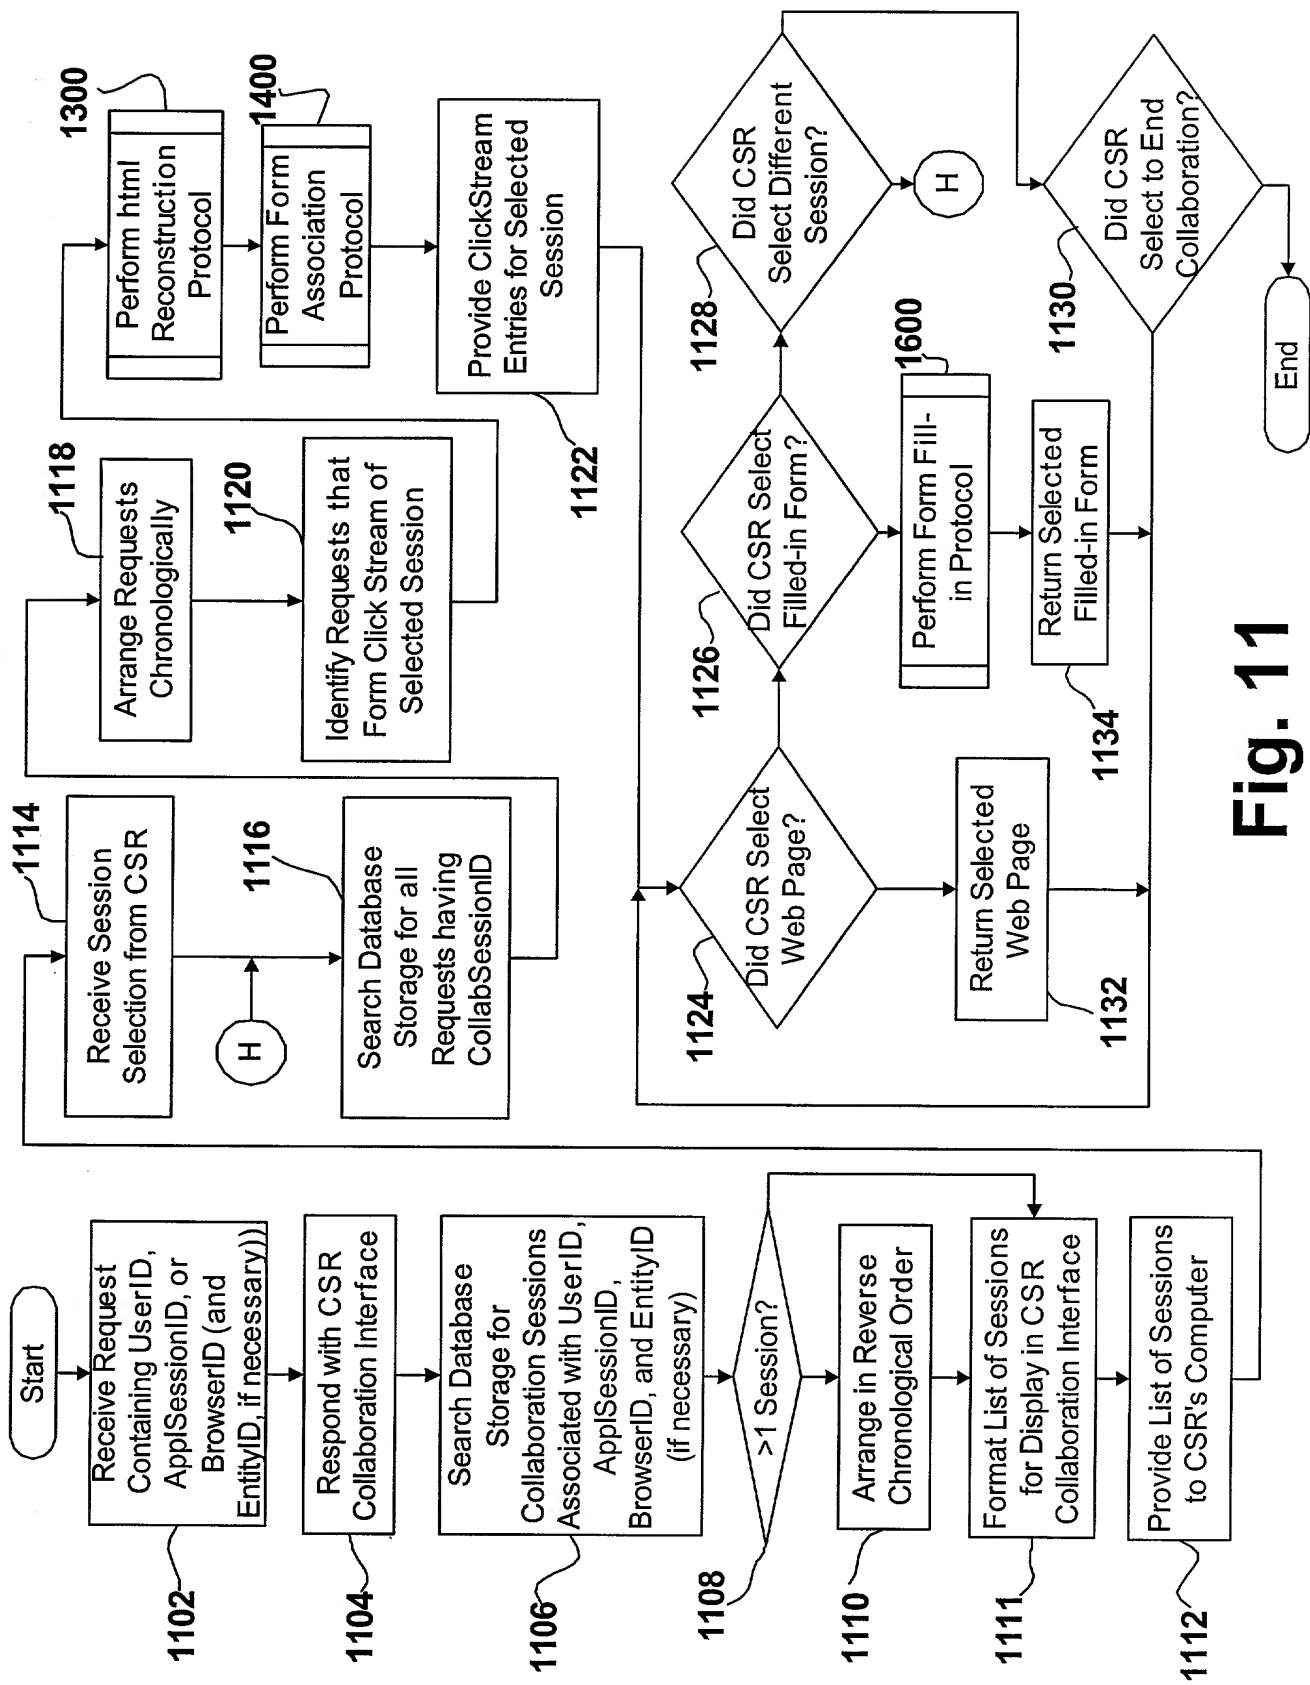 Start
Receive Request
Containing UserID,
ApplSessionID, or
BrowserID (and
EntityID, if necessary))
1102
Respond with CSR
Collaboration Interface
1104
Search Database
Storage for
Collaboration Sessions
Associated with UserID,
ApplSessionID,
BrowserID, and EntityID
(if necessary)
1106
>1 Session?
1108
Arrange in Reverse
Chronological Order
1110
Format List of Sessions
for Display in CSR
Collaboration Interface
1111
Provide List of Sessions
to CSR's Computer
1112
Receive Session
Selection from CSR
1114
H
Search Database
Storage for all
Requests having
CollabSessionID
1116
Arrange Requests
Chronologically
1118
Identify Requests that
Form Click Stream of
Selected Session
1120
Perform html
Reconstruction
Protocol
1300
Perform Form
Association
Protocol
1400
Provide ClickStream
Entries for Selected
Session
1122
Did CSR Select
Web Page?
1124
Return Selected
Web Page
1132
Did CSR Select
Filled-in Form?
1126
Perform Form Fill-
in Protocol
1600
Return Selected
Filled-in Form
1134
Did CSR
Select Different
Session?
1128
H
Did CSR
Select to End
Collaboration?
1130
End
Fig. 11